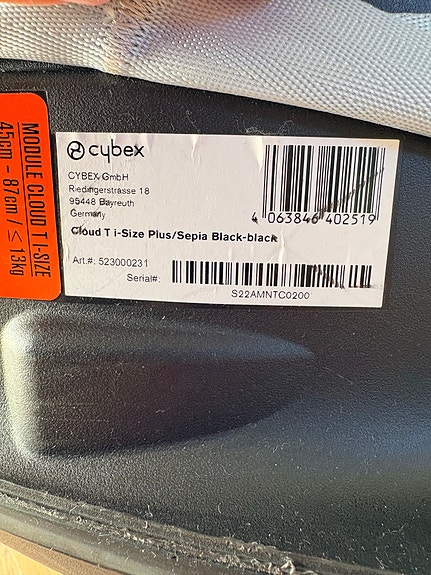 MODULE CLOUD T I-SIZE
45cm - 87cm / ≤ 13kg
cybex
CYBEX GmbH
Riedingerstrasse 18
95448 Bayreuth
Germany
4 063846 402519
Cloud T i-Size Plus/Sepia Black-black
Art.#: 523000231
Serial#:
S22AMNTC0200